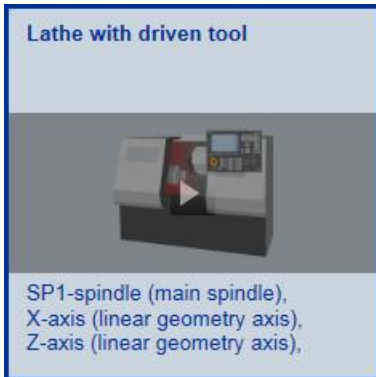 Lathe with driven tool
SP1-spindle (main spindle),
X-axis (linear geometry axis),
Z-axis (linear geometry axis),